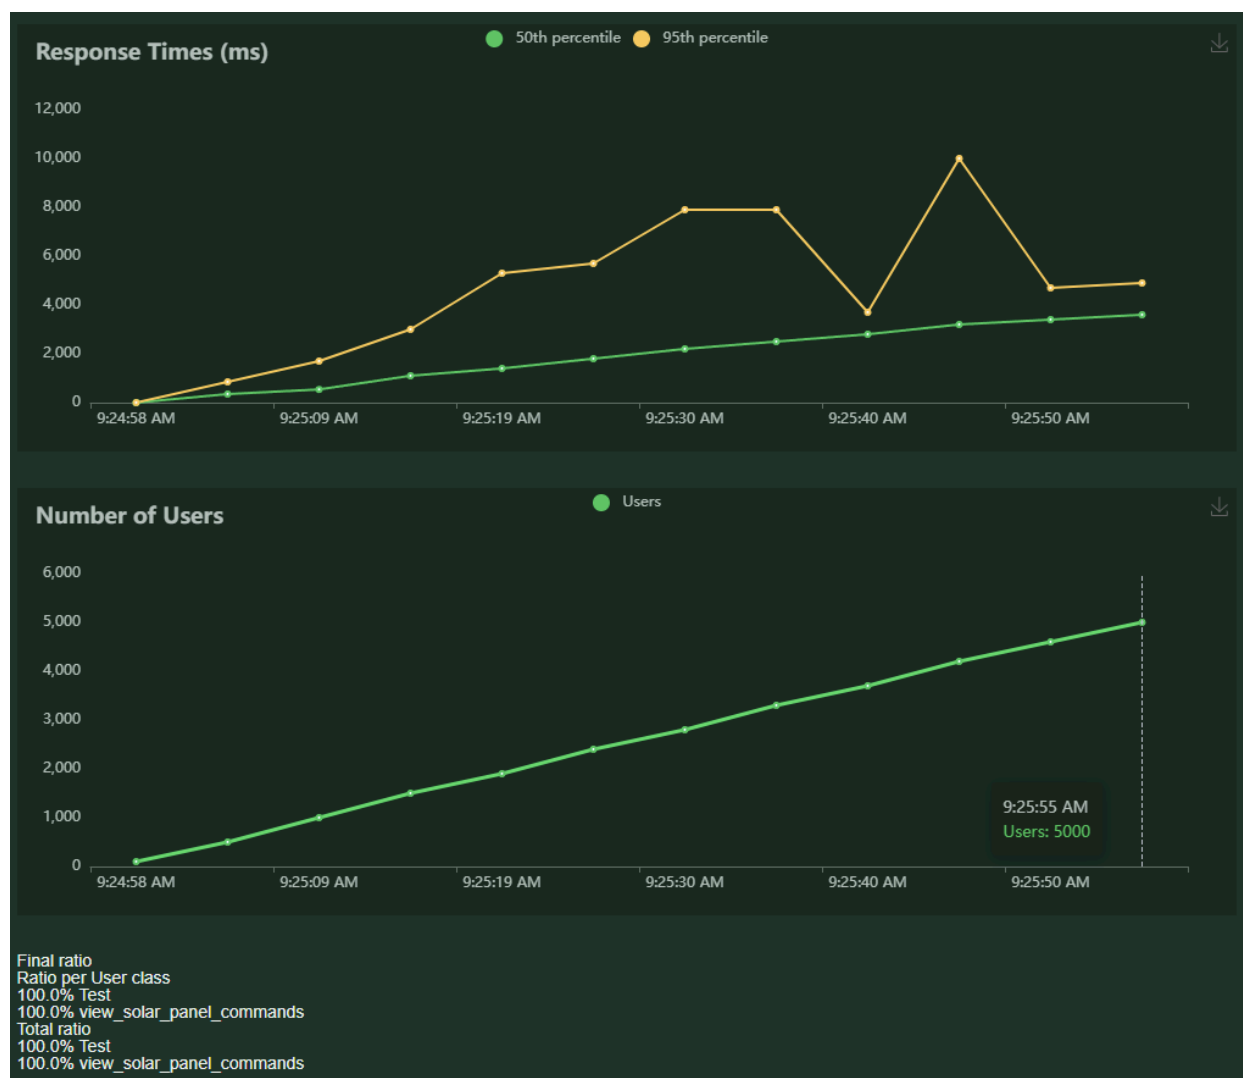 Response Times (ms)
50th percentile
95th percentile
12,000
10,000
8,000
6,000
4,000
2,000
0
9:24:58 AM
9:25:09 AM
9:25:19 AM
9:25:30 AM
9:25:40 AM
9:25:50 AM
Number of Users
Users
6,000
5,000
4,000
3,000
2,000
1,000
0
9:25:55 AM
Users: 5000
9:24:58 AM
9:25:09 AM
9:25:19 AM
9:25:30 AM
9:25:40 AM
9:25:50 AM
Final ratio
Ratio per User class
100.0% Test
100.0% view_solar_panel_commands
Total ratio
100.0% Test
100.0% view_solar_panel_commands